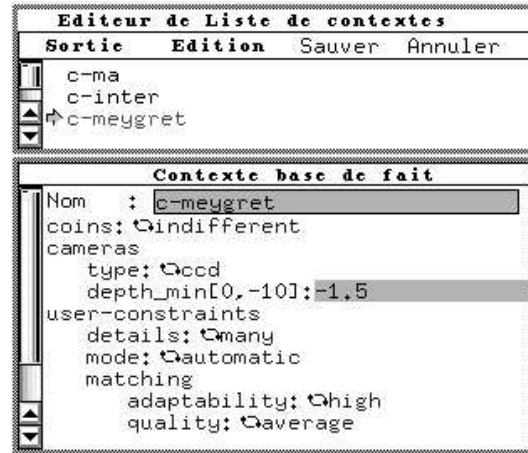 Editeur de Liste de contextes
Sortie Edition Sauver Annuler
c-ma
c-inter
c-meygret
Contexte base de fait
Nom : c-meygret
coins: indifferent
cameras
type: ccd
depth_min[0,-10]: -1.5
user-constraints
details: many
mode: automatic
matching
adaptability: high
quality: average